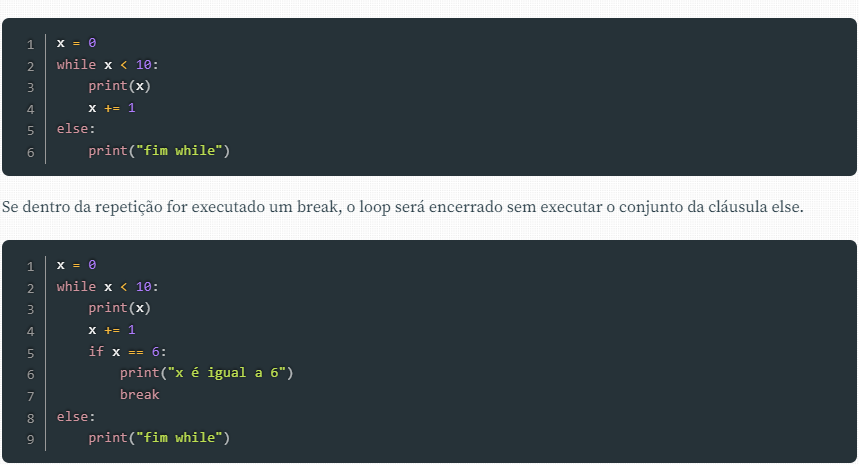 1 x = 0
2 while x < 10:
3     print(x)
4     x += 1
5 else:
6     print("fim while")
Se dentro da repetição for executado um break, o loop será encerrado sem executar o conjunto da cláusula else.
1 x = 0
2 while x < 10:
3     print(x)
4     x += 1
5     if x == 6:
6         print("x é igual a 6")
7         break
8 else:
9     print("fim while")